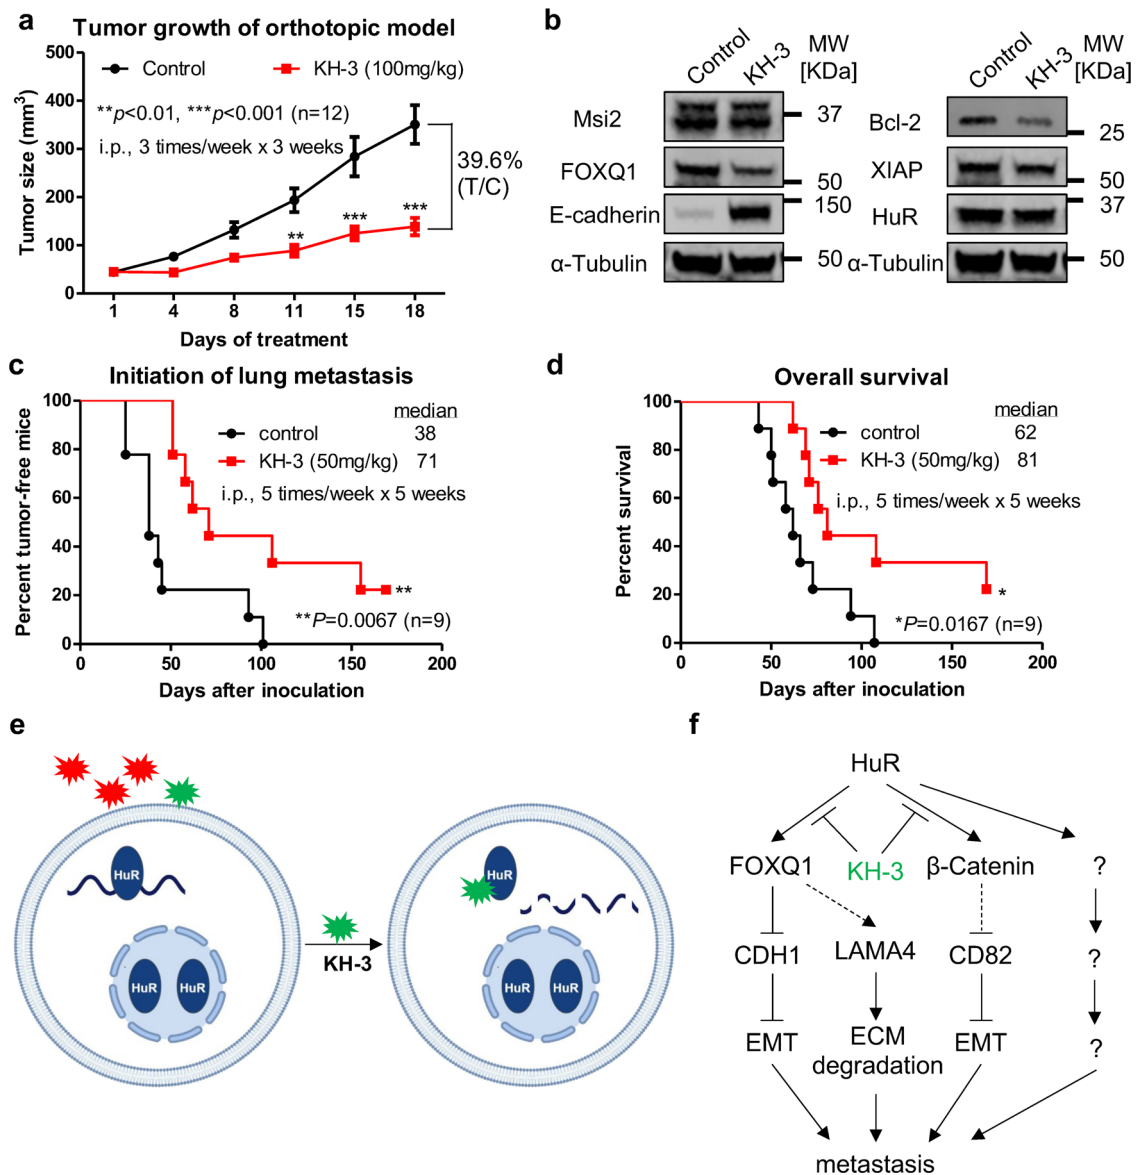 a
Tumor growth of orthotopic model
500
400
300
200
100
0
Tumor size (mm³)
Control
KH-3 (100mg/kg)
**p<0.01, ***p<0.001 (n=12)
i.p., 3 times/week x 3 weeks
39.6%
(T/C)
**
***
***
1 4 8 11 15 18
Days of treatment
b
Control KH-3 MW
[KDa]
Msi2 37
FOXQ1 50
E-cadherin 150
α-Tubulin 50
Control KH-3 MW
[KDa]
Bcl-2 25
XIAP 50
HuR 37
α-Tubulin 50
c
Initiation of lung metastasis
100
80
60
40
20
0
Percent tumor-free mice
median
control 38
KH-3 (50mg/kg) 71
i.p., 5 times/week x 5 weeks
**
**P=0.0067 (n=9)
0 50 100 150 200
Days after inoculation
d
Overall survival
100
80
60
40
20
0
Percent survival
median
control 62
KH-3 (50mg/kg) 81
i.p., 5 times/week x 5 weeks
*
*P=0.0167 (n=9)
0 50 100 150 200
Days after inoculation
e
HuR
HuR HuR
KH-3
HuR
HuR HuR
f
HuR
FOXQ1 KH-3 β-Catenin ?
CDH1 LAMA4 CD82 ?
EMT ECM
degradation EMT ?
metastasis